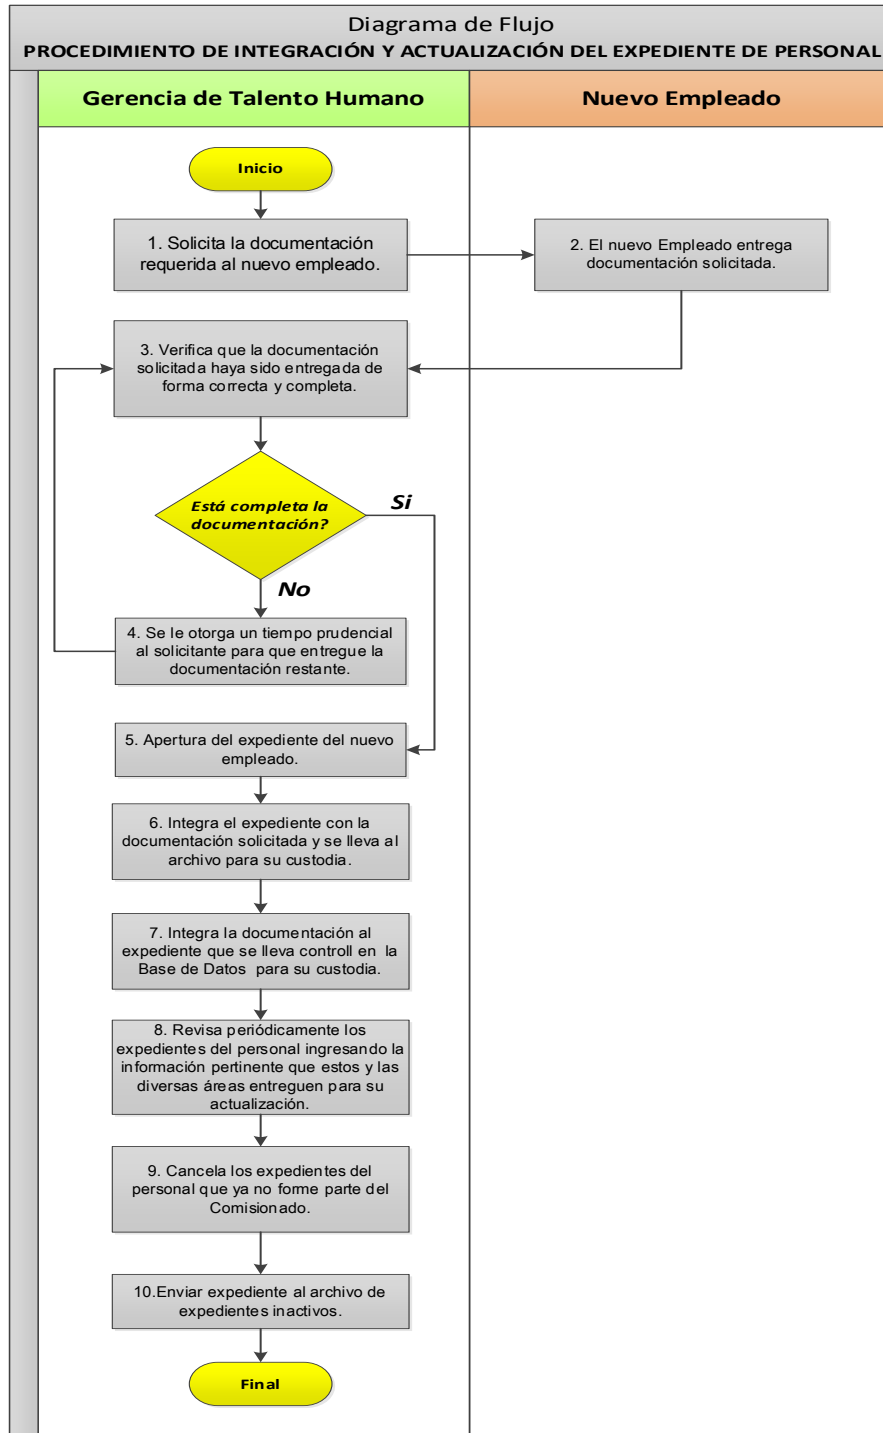 Diagrama de Flujo
PROCEDIMIENTO DE INTEGRACIÓN Y ACTUALIZACIÓN DEL EXPEDIENTE DE PERSONAL
Gerencia de Talento Humano
Nuevo Empleado
Inicio
1. Solicita la documentación
requerida al nuevo empleado.
2. El nuevo Empleado entrega
documentación solicitada.
3. Verifica que la documentación
solicitada haya sido entregada de
forma correcta y completa.
Está completa la
documentación?
Si
No
4. Se le otorga un tiempo prudencial
al solicitante para que entregue la
documentación restante.
5. Apertura del expediente del nuevo
empleado.
6. Integra el expediente con la
documentación solicitada y se lleva al
archivo para su custodia.
7. Integra la documentación al
expediente que se lleva controll en la
Base de Datos para su custodia.
8. Revisa periódicamente los
expedientes del personal ingresando la
información pertinente que estos y las
diversas áreas entreguen para su
actualización.
9. Cancela los expedientes del
personal que ya no forme parte del
Comisionado.
10.Enviar expediente al archivo de
expedientes inactivos.
Final